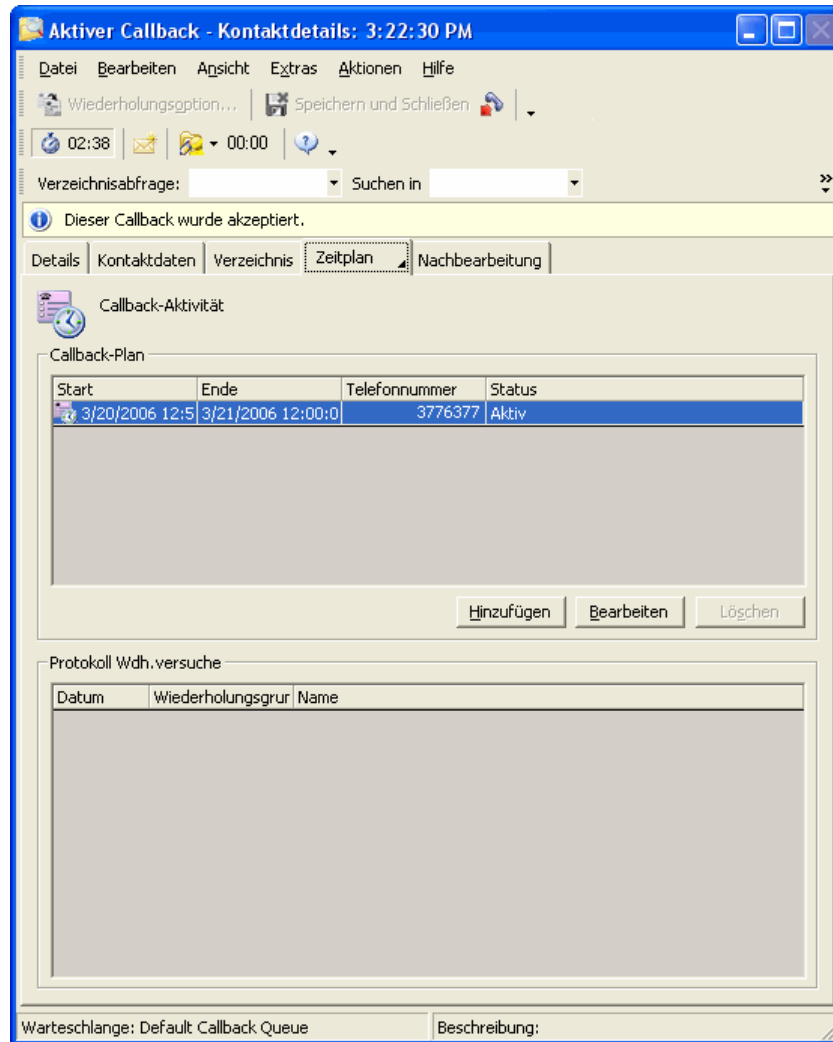 Aktiver Callback - Kontaktdetails: 3:22:30 PM
Datei Bearbeiten Ansicht Extras Aktionen Hilfe
Wiederholungsoption... Speichern und Schließen
02:38 00:00
Verzeichnisabfrage: Suchen in
Dieser Callback wurde akzeptiert.
Details Kontaktdaten Verzeichnis Zeitplan Nachbearbeitung
Callback-Aktivität
Callback-Plan
Start Ende Telefonnummer Status
3/20/2006 12:5 3/21/2006 12:00:0 3776377 Aktiv
Hinzufügen Bearbeiten Löschen
Protokoll Wdh.versuche
Datum Wiederholungsgrur Name
Warteschlange: Default Callback Queue Beschreibung: